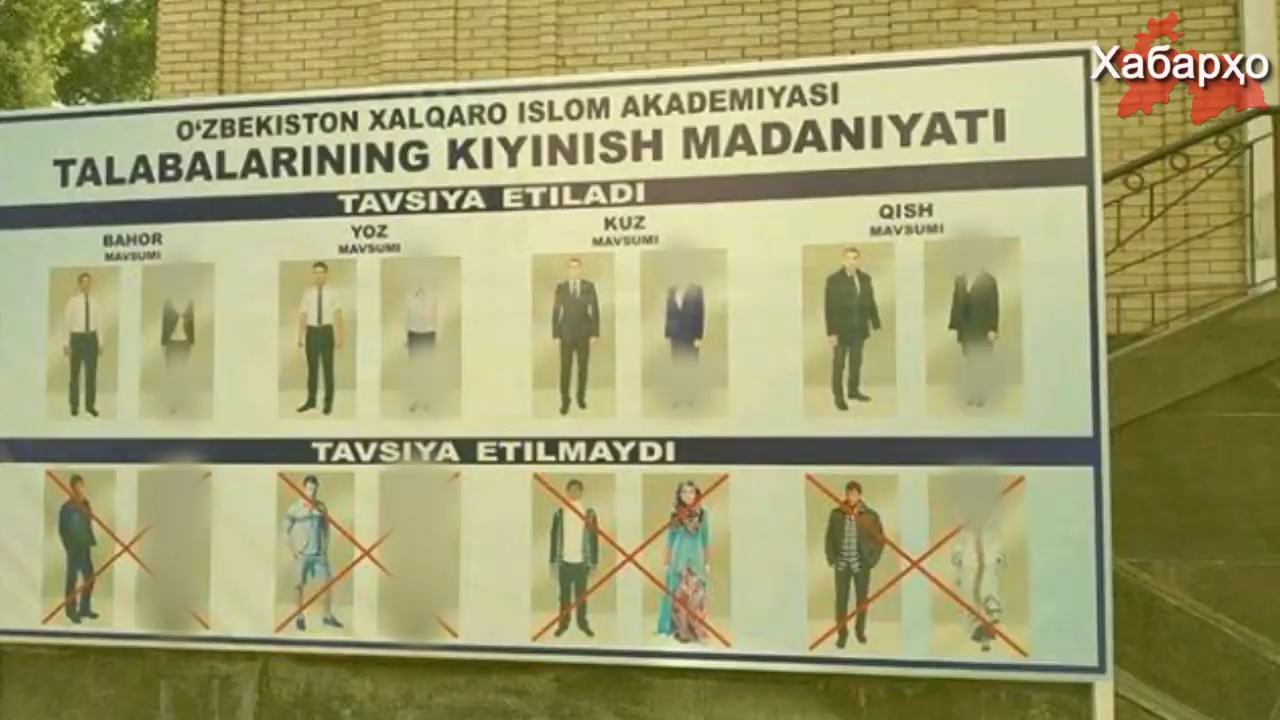 Хабарҳо
O‘ZBEKISTON XALQARO ISLOM AKADEMIYASI
TALABALARINING KIYINISH MADANIYATI
TAVSIYA ETILADI
BAHOR
MAVSUMI
YOZ
MAVSUMI
KUZ
MAVSUMI
QISH
MAVSUMI
TAVSIYA ETILMAYDI